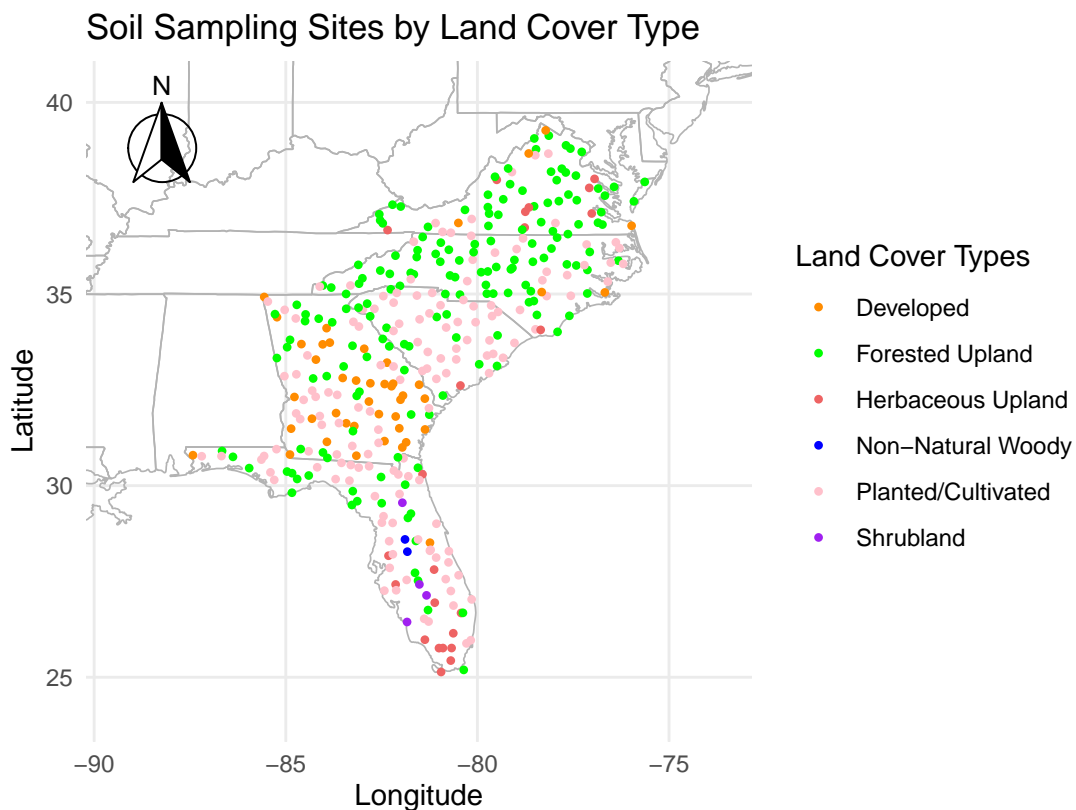 Soil Sampling Sites by Land Cover Type
N
40
35
30
25
Latitude
−90
−85
−80
−75
Longitude
Land Cover Types
Developed
Forested Upland
Herbaceous Upland
Non−Natural Woody
Planted/Cultivated
Shrubland